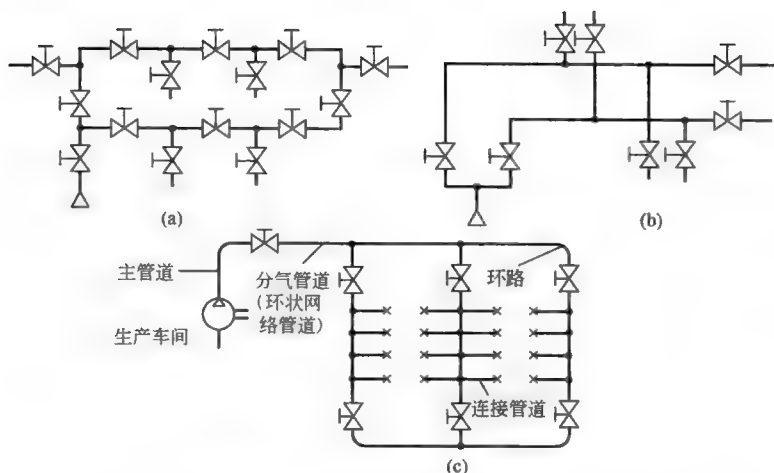 (a)
(b)
主管道
分气管道
(环状网
络管道)
环路
生产车间
连接管道
(c)